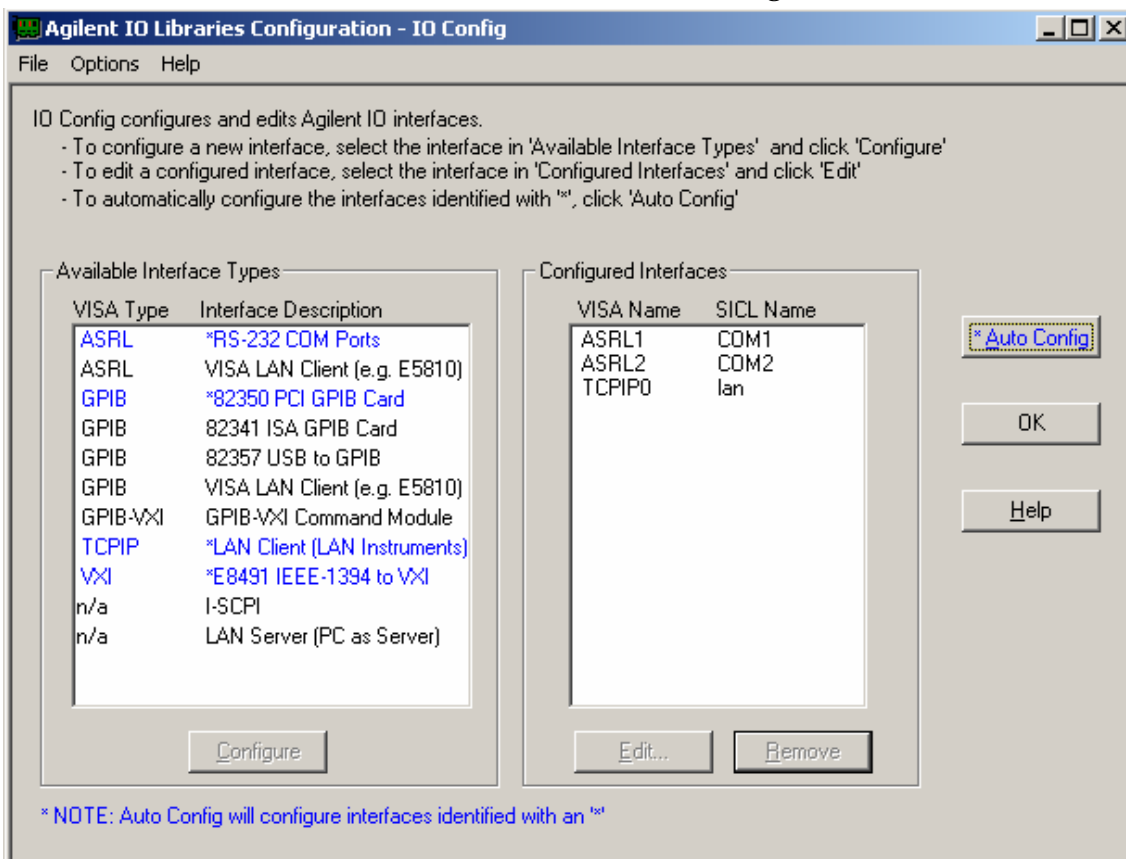 Agilent IO Libraries Configuration - IO Config
File Options Help
IO Config configures and edits Agilent IO interfaces.
- To configure a new interface, select the interface in 'Available Interface Types' and click 'Configure'
- To edit a configured interface, select the interface in 'Configured Interfaces' and click 'Edit'
- To automatically configure the interfaces identified with '*', click 'Auto Config'
Available Interface Types
VISA Type Interface Description
ASRL *RS-232 COM Ports
ASRL VISA LAN Client (e.g. E5810)
GPIB *82350 PCI GPIB Card
GPIB 82341 ISA GPIB Card
GPIB 82357 USB to GPIB
GPIB VISA LAN Client (e.g. E5810)
GPIB-VXI GPIB-VXI Command Module
TCPIP *LAN Client (LAN Instruments)
VXI *E8491 IEEE-1394 to VXI
n/a I-SCPI
n/a LAN Server (PC as Server)
Configure
Configured Interfaces
VISA Name SICL Name
ASRL1 COM1
ASRL2 COM2
TCPIP0 lan
Edit... Remove
* Auto Config
OK
Help
* NOTE: Auto Config will configure interfaces identified with an '*'